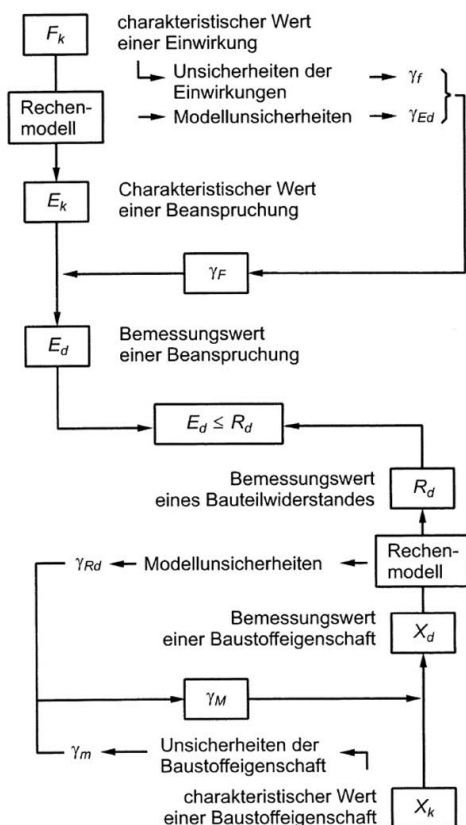 F_k
charakteristischer Wert
einer Einwirkung
Unsicherheiten der
Einwirkungen
γ_f
Rechen-
modell
Modellunsicherheiten
γ_Ed
E_k
Charakteristischer Wert
einer Beanspruchung
γ_F
E_d
Bemessungswert
einer Beanspruchung
E_d ≤ R_d
Bemessungswert
eines Bauteilwiderstandes
R_d
γ_Rd
Modellunsicherheiten
Rechen-
modell
Bemessungswert
einer Baustoffeigenschaft
X_d
γ_M
γ_m
Unsicherheiten der
Baustoffeigenschaft
charakteristischer Wert
einer Baustoffeigenschaft
X_k